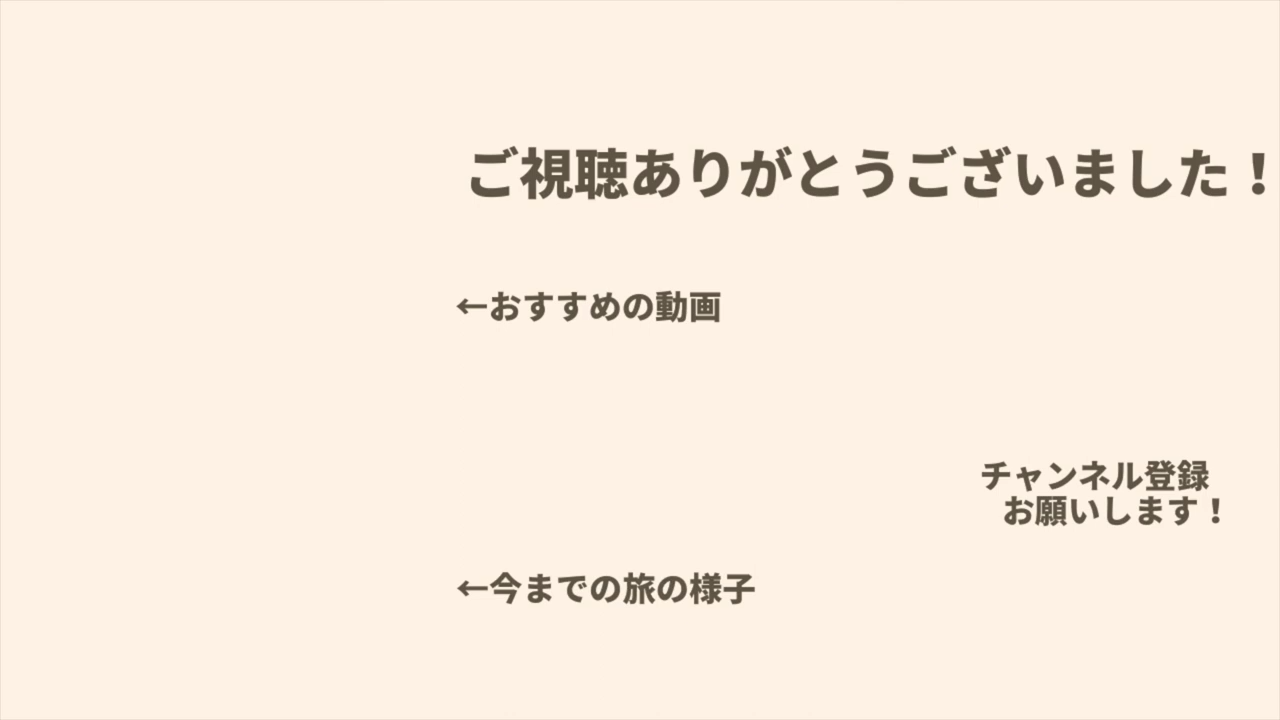 ご視聴ありがとうございました！
←おすすめの動画
チャンネル登録
お願いします！
←今までの旅の様子